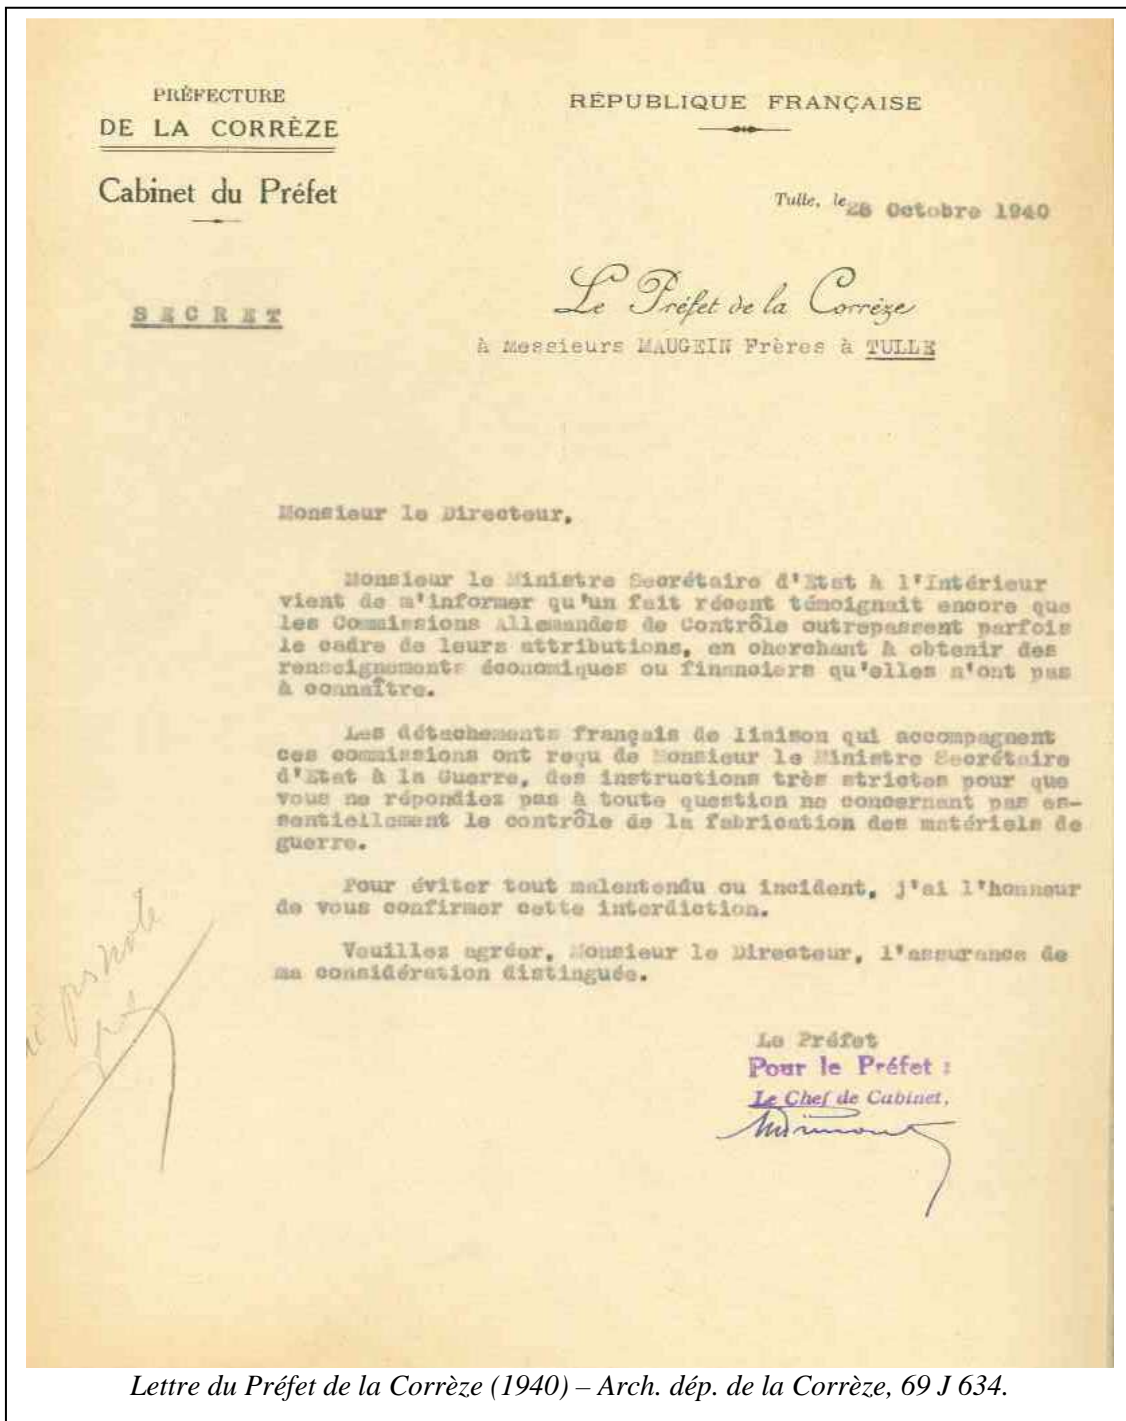 PRÉFECTURE
DE LA CORRÈZE
Cabinet du Préfet
RÉPUBLIQUE FRANÇAISE
Tulle, le 28 Octobre 1940
SECRET
Le Préfet de la Corrèze
à Messieurs MAUGEIN Frères à TULLE
Monsieur le Directeur,
Monsieur le Ministre Secrétaire d'Etat à l'Intérieur
vient de m'informer qu'un fait récent témoignait encore que
les Commissions Allemandes de Contrôle outrepassent parfois
le cadre de leurs attributions, en cherchant à obtenir des
renseignements économiques ou financiers qu'elles n'ont pas
à connaître.
Les détachements français de liaison qui accompagnent
ces commissions ont reçu de Monsieur le Ministre Secrétaire
d'Etat à la Guerre, des instructions très strictes pour que
vous ne répondiez pas à toute question ne concernant pas es-
sentiellement le contrôle de la fabrication des matériels de
guerre.
Pour éviter tout malentendu ou incident, j'ai l'honneur
de vous confirmer cette interdiction.
Veuillez agréer, Monsieur le Directeur, l'assurance de
ma considération distinguée.
Le Préfet
Pour le Préfet :
Le Chef de Cabinet,
Lettre du Préfet de la Corrèze (1940) – Arch. dép. de la Corrèze, 69 J 634.